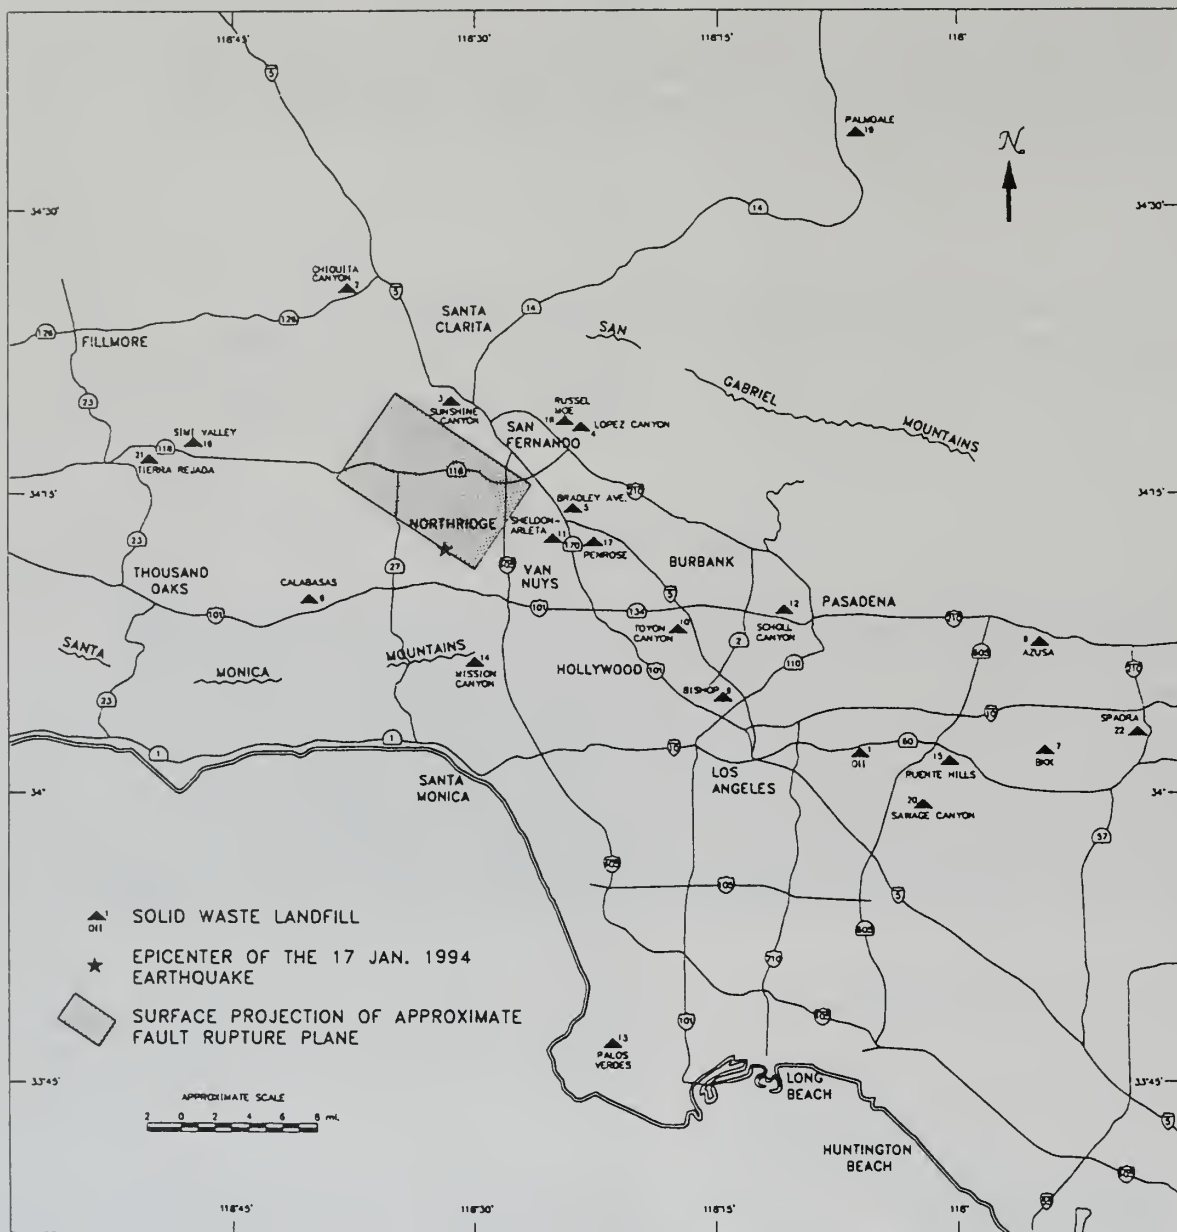 118°45'
118°30'
118°15'
118°
5
PALMDALE
19
N
34°30'
14
34°30'
CHIQUITA
CANYON 2
5
SANTA
CLARITA
14
126
126
126
FILLMORE
SAN
GABRIEL
MOUNTAINS
23
3
SUNSHINE
CANYON
RUSSEL
MOE
18
LOPEZ CANYON
4
SAN
FERNANDO
SIMI VALLEY
118
21
TIERRA REJADA
118
210
34°15'
34°15'
BRADLEY AVE.
5
NORTHRIDGE
SHELDON-
ARLETA
11
170
17
PENROSE
23
27
405
VAN
NUYS
BURBANK
THOUSAND
OAKS
CALABASAS
6
5
101
101
134
12
SCHOLL
CANYON
PASADENA
210
TOYON
CANYON
10
2
605
AZUSA
210
SANTA
MONICA
MOUNTAINS
14
MISSION
CANYON
HOLLYWOOD
101
110
BISHOP
23
10
SPADRA
22
1
1
10
60
1
OII
15
PUENTE HILLS
7
BKK
SANTA
MONICA
LOS
ANGELES
34°
34°
20
SAVAGE CANYON
57
405
105
5
1
OII
SOLID WASTE LANDFILL
605
EPICENTER OF THE 17 JAN. 1994
EARTHQUAKE
710
SURFACE PROJECTION OF APPROXIMATE
FAULT RUPTURE PLANE
101
405
13
PALOS
VERDES
33°45'
LONG
BEACH
33°45'
APPROXIMATE SCALE
2 0 2 4 6 8 mi.
5
HUNTINGTON
BEACH
405
118°45'
118°30'
118°15'
118°